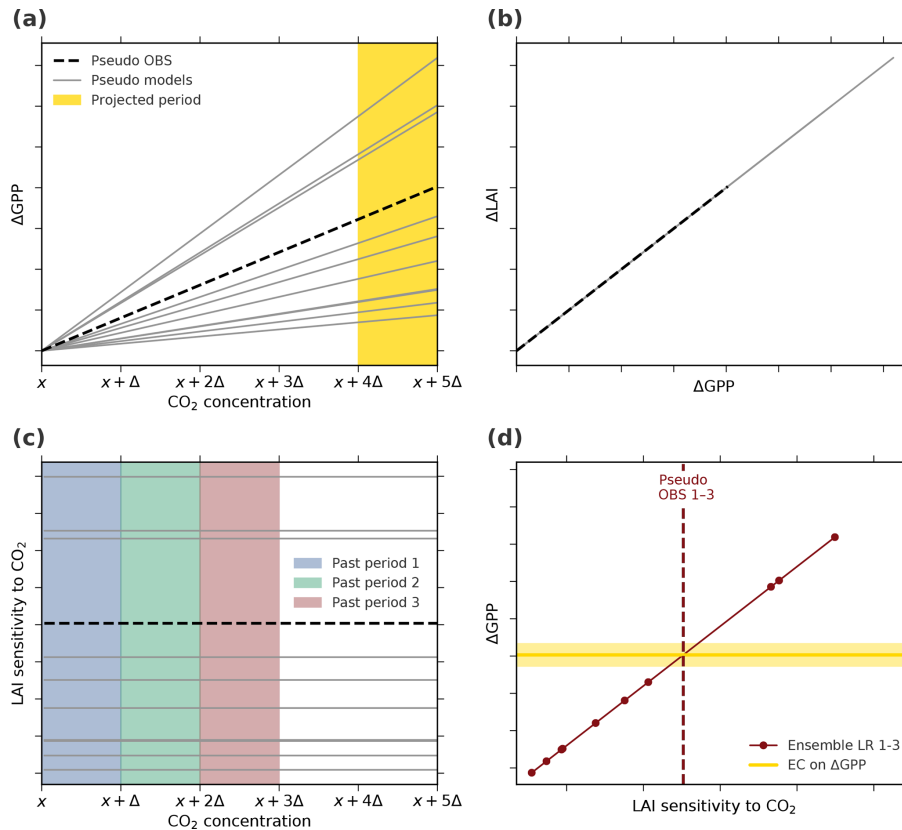 (a)
Pseudo OBS
Pseudo models
Projected period
ΔGPP
x
x + Δ
x + 2Δ
x + 3Δ
x + 4Δ
x + 5Δ
CO₂ concentration
(b)
ΔLAI
ΔGPP
(c)
LAI sensitivity to CO₂
Past period 1
Past period 2
Past period 3
x
x + Δ
x + 2Δ
x + 3Δ
x + 4Δ
x + 5Δ
CO₂ concentration
(d)
Pseudo
OBS 1–3
ΔGPP
Ensemble LR 1-3
EC on ΔGPP
LAI sensitivity to CO₂